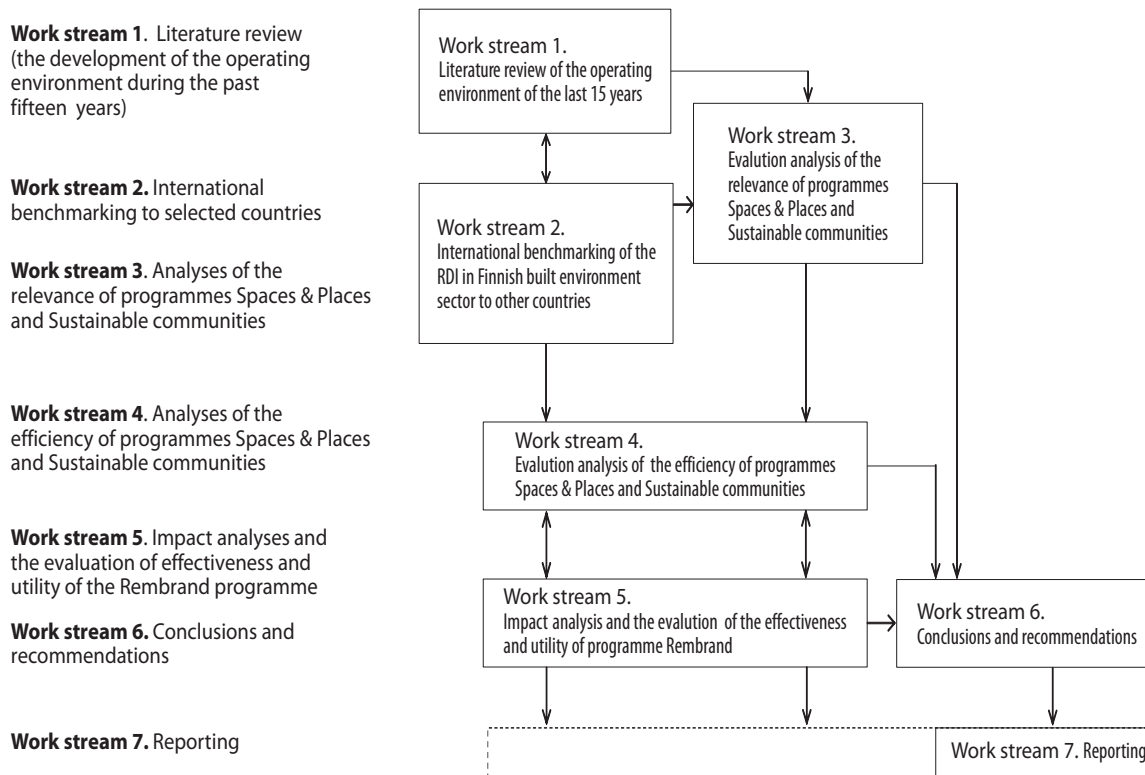 Work stream 1. Literature review
(the development of the operating
environment during the past
fifteen years)
Work stream 2. International
benchmarking to selected countries
Work stream 3. Analyses of the
relevance of programmes Spaces & Places
and Sustainable communities
Work stream 4. Analyses of the
efficiency of programmes Spaces & Places
and Sustainable communities
Work stream 5. Impact analyses and
the evaluation of effectiveness and
utility of the Rembrand programme
Work stream 6. Conclusions and
recommendations
Work stream 7. Reporting
Work stream 1.
Literature review of the operating
environment of the last 15 years
Work stream 2.
International benchmarking of the
RDI in Finnish built environment
sector to other countries
Work stream 3.
Evalution analysis of the
relevance of programmes
Spaces & Places and
Sustainable communities
Work stream 4.
Evalution analysis of the efficiency of programmes
Spaces & Places and Sustainable communities
Work stream 5.
Impact analysis and the evalution of the effectiveness
and utility of programme Rembrand
Work stream 6.
Conclusions and recommendations
Work stream 7. Reporting